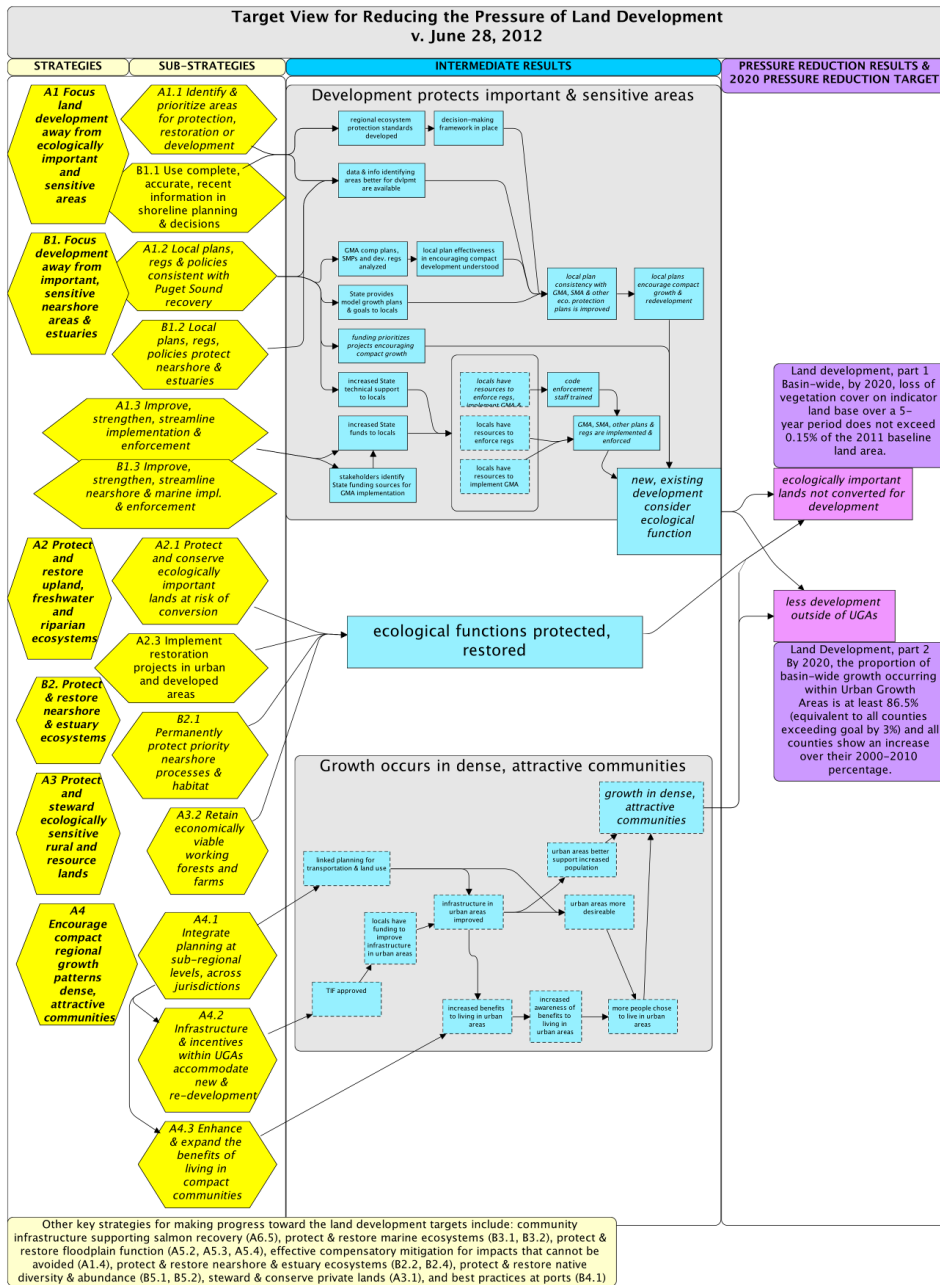 Target View for Reducing the Pressure of Land Development
v. June 28, 2012
STRATEGIES
SUB-STRATEGIES
INTERMEDIATE RESULTS
PRESSURE REDUCTION RESULTS &
2020 PRESSURE REDUCTION TARGET
A1 Focus
land
development
away from
ecologically
important
and
sensitive
areas
B1. Focus
development
away from
important,
sensitive
nearshore
areas &
estuaries
A2 Protect
and
restore
upland,
freshwater
and
riparian
ecosystems
B2. Protect
& restore
nearshore
& estuary
ecosystems
A3 Protect
and
steward
ecologically
sensitive
rural and
resource
lands
A4
Encourage
compact
regional
growth
patterns
dense,
attractive
communities
A1.1 Identify &
prioritize areas
for protection,
restoration or
development
B1.1 Use complete,
accurate, recent
information in
shoreline planning
& decisions
A1.2 Local plans,
regs & policies
consistent with
Puget Sound
recovery
B1.2 Local
plans, regs,
policies protect
nearshore &
estuaries
A1.3 Improve,
strengthen, streamline
implementation &
enforcement
B1.3 Improve,
strengthen, streamline
nearshore & marine impl.
& enforcement
A2.1 Protect
and conserve
ecologically
important
lands at risk of
conversion
A2.3 Implement
restoration
projects in urban
and developed
areas
B2.1
Permanently
protect priority
nearshore
processes &
habitat
A3.2 Retain
economically
viable
working
forests and
farms
A4.1
Integrate
planning at
sub-regional
levels, across
jurisdictions
A4.2
Infrastructure
& incentives
within UGAs
accommodate
new &
re-development
A4.3 Enhance
& expand the
benefits of
living in
compact
communities
Development protects important & sensitive areas
regional ecosystem
protection standards
developed
decision-making
framework in place
data & info identifying
areas better for dvlpmt
are available
GMA comp plans,
SMPs and dev. regs
analyzed
local plan effectiveness
in encouraging compact
development understood
State provides
model growth plans
& goals to locals
local plan
consistency with
GMA, SMA & other
eco. protection
plans is improved
local plans
encourage compact
growth &
redevelopment
funding prioritizes
projects encouraging
compact growth
increased State
technical support
to locals
increased State
funds to locals
stakeholders identify
State funding sources for
GMA implementation
locals have
resources to
enforce regs,
implement GMA &
locals have
resources to
enforce regs
locals have
resources to
implement GMA
code
enforcement
staff trained
GMA, SMA, other plans
& regs are implemented &
enforced
new, existing
development
consider
ecological
function
ecological functions protected,
restored
Growth occurs in dense, attractive communities
growth in dense,
attractive
communities
linked planning for
transportation & land use
urban areas better
support increased
population
infrastructure in
urban areas
improved
urban areas more
desireable
locals have
funding to
improve
infrastructure
in urban areas
TIF approved
increased benefits
to living in urban
areas
increased
awareness of
benefits to
living in
urban areas
more people chose
to live in urban
areas
Land development, part 1
Basin-wide, by 2020, loss of
vegetation cover on indicator
land base over a 5-
year period does not exceed
0.15% of the 2011 baseline
land area.
ecologically important
lands not converted for
development
less development
outside of UGAs
Land Development, part 2
By 2020, the proportion of
basin-wide growth occurring
within Urban Growth
Areas is at least 86.5%
(equivalent to all counties
exceeding goal by 3%) and all
counties show an increase
over their 2000-2010
percentage.
Other key strategies for making progress toward the land development targets include: community
infrastructure supporting salmon recovery (A6.5), protect & restore marine ecosystems (B3.1, B3.2), protect &
restore floodplain function (A5.2, A5.3, A5.4), effective compensatory mitigation for impacts that cannot be
avoided (A1.4), protect & restore nearshore & estuary ecosystems (B2.2, B2.4), protect & restore native
diversity & abundance (B5.1, B5.2), steward & conserve private lands (A3.1), and best practices at ports (B4.1)